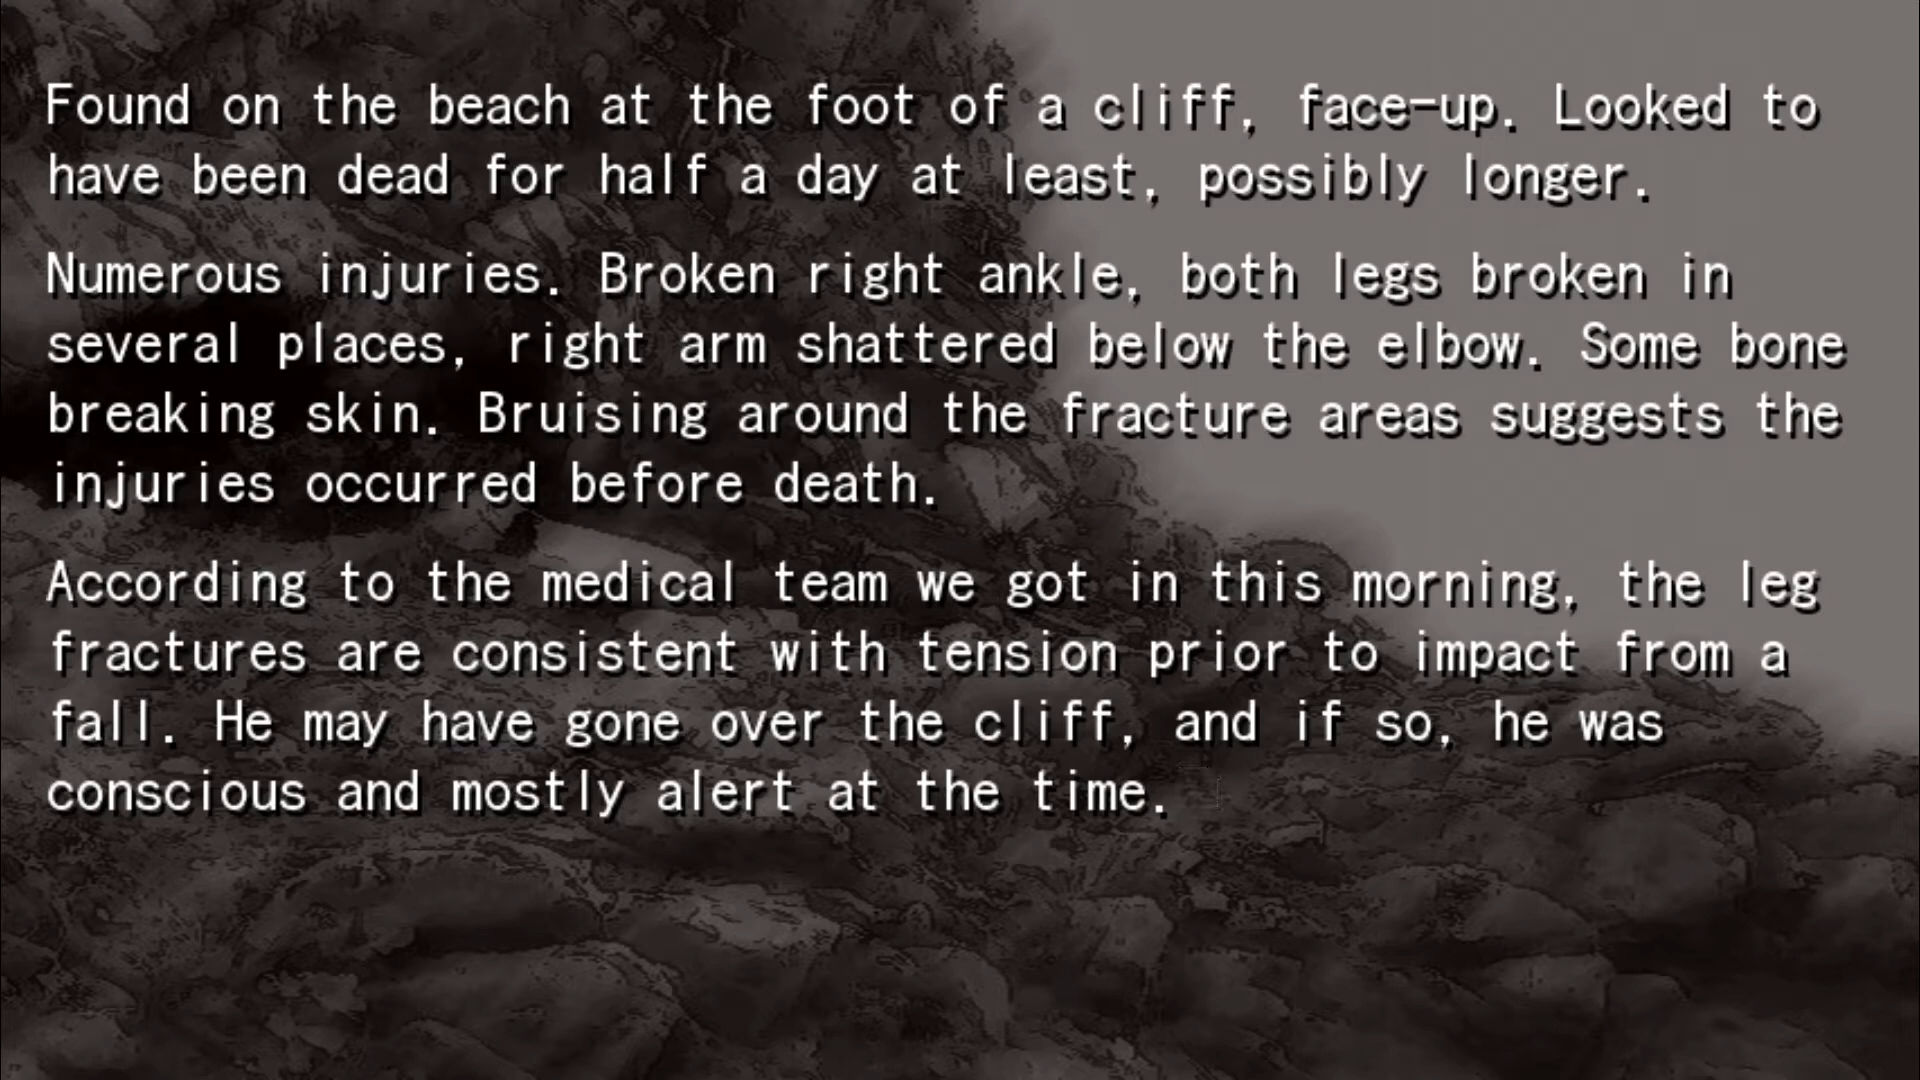 Found on the beach at the foot of a cliff, face-up. Looked to
have been dead for half a day at least, possibly longer.
Numerous injuries. Broken right ankle, both legs broken in
several places, right arm shattered below the elbow. Some bone
breaking skin. Bruising around the fracture areas suggests the
injuries occurred before death.
According to the medical team we got in this morning, the leg
fractures are consistent with tension prior to impact from a
fall. He may have gone over the cliff, and if so, he was
conscious and mostly alert at the time.